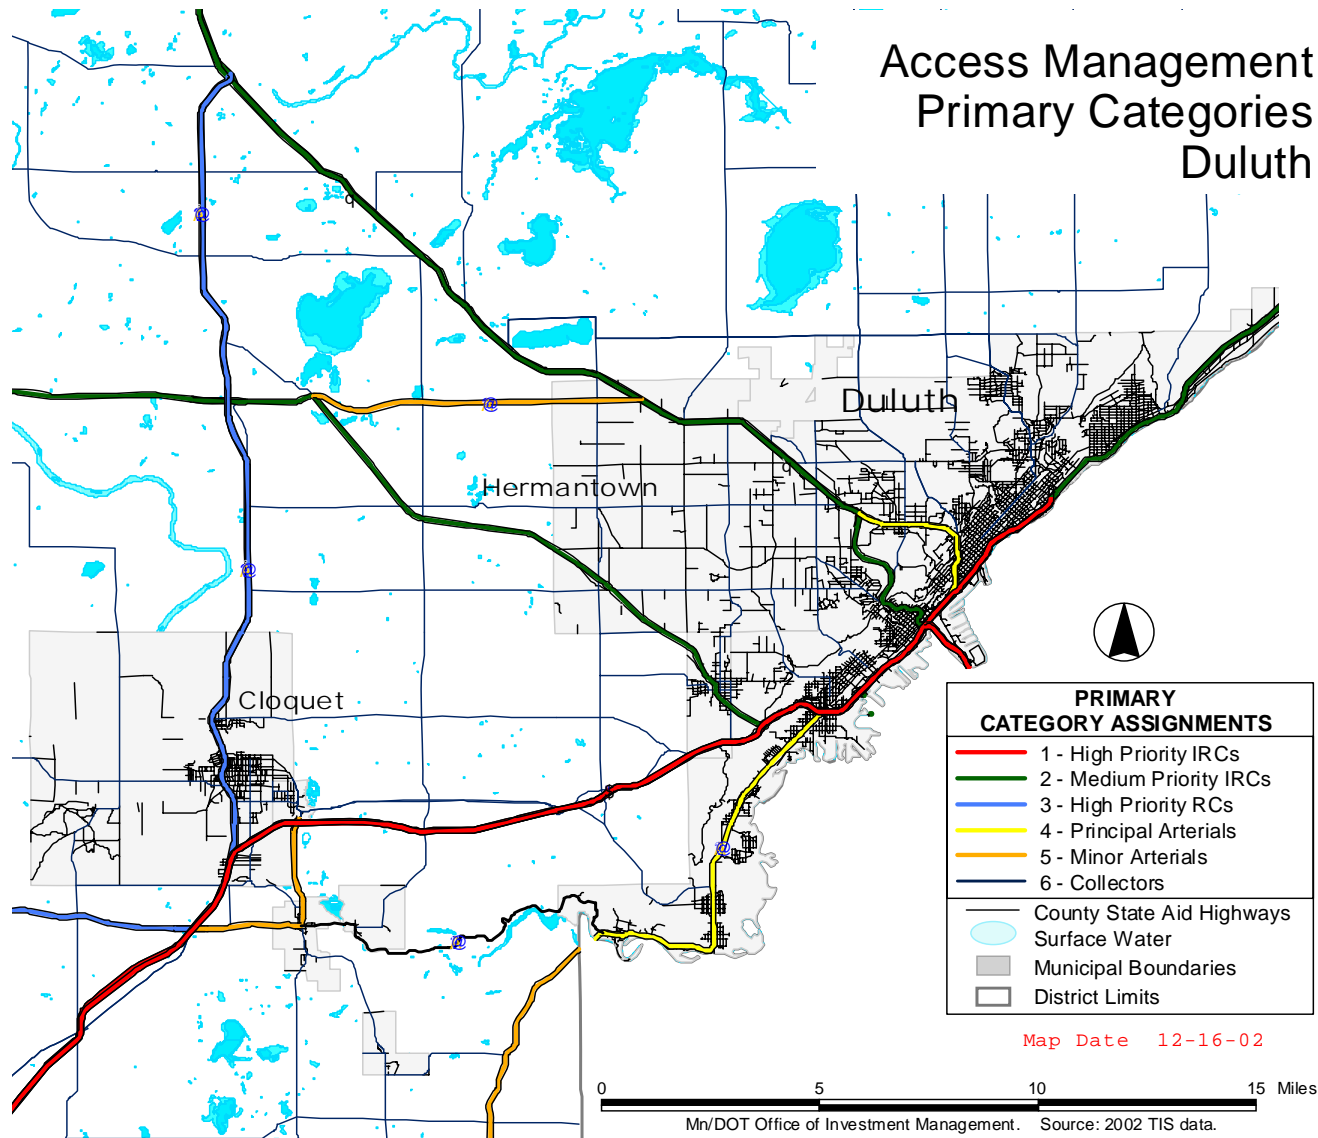 Access Management
Primary Categories
Duluth
@
q
Duluth
@
@
q
Hermantown
@
Cloquet
PRIMARY
CATEGORY ASSIGNMENTS
1 - High Priority IRCs
2 - Medium Priority IRCs
3 - High Priority RCs
4 - Principal Arterials
5 - Minor Arterials
6 - Collectors
County State Aid Highways
Surface Water
Municipal Boundaries
District Limits
@
@
Map Date 12-16-02
0 5 10 15 Miles
Mn/DOT Office of Investment Management. Source: 2002 TIS data.